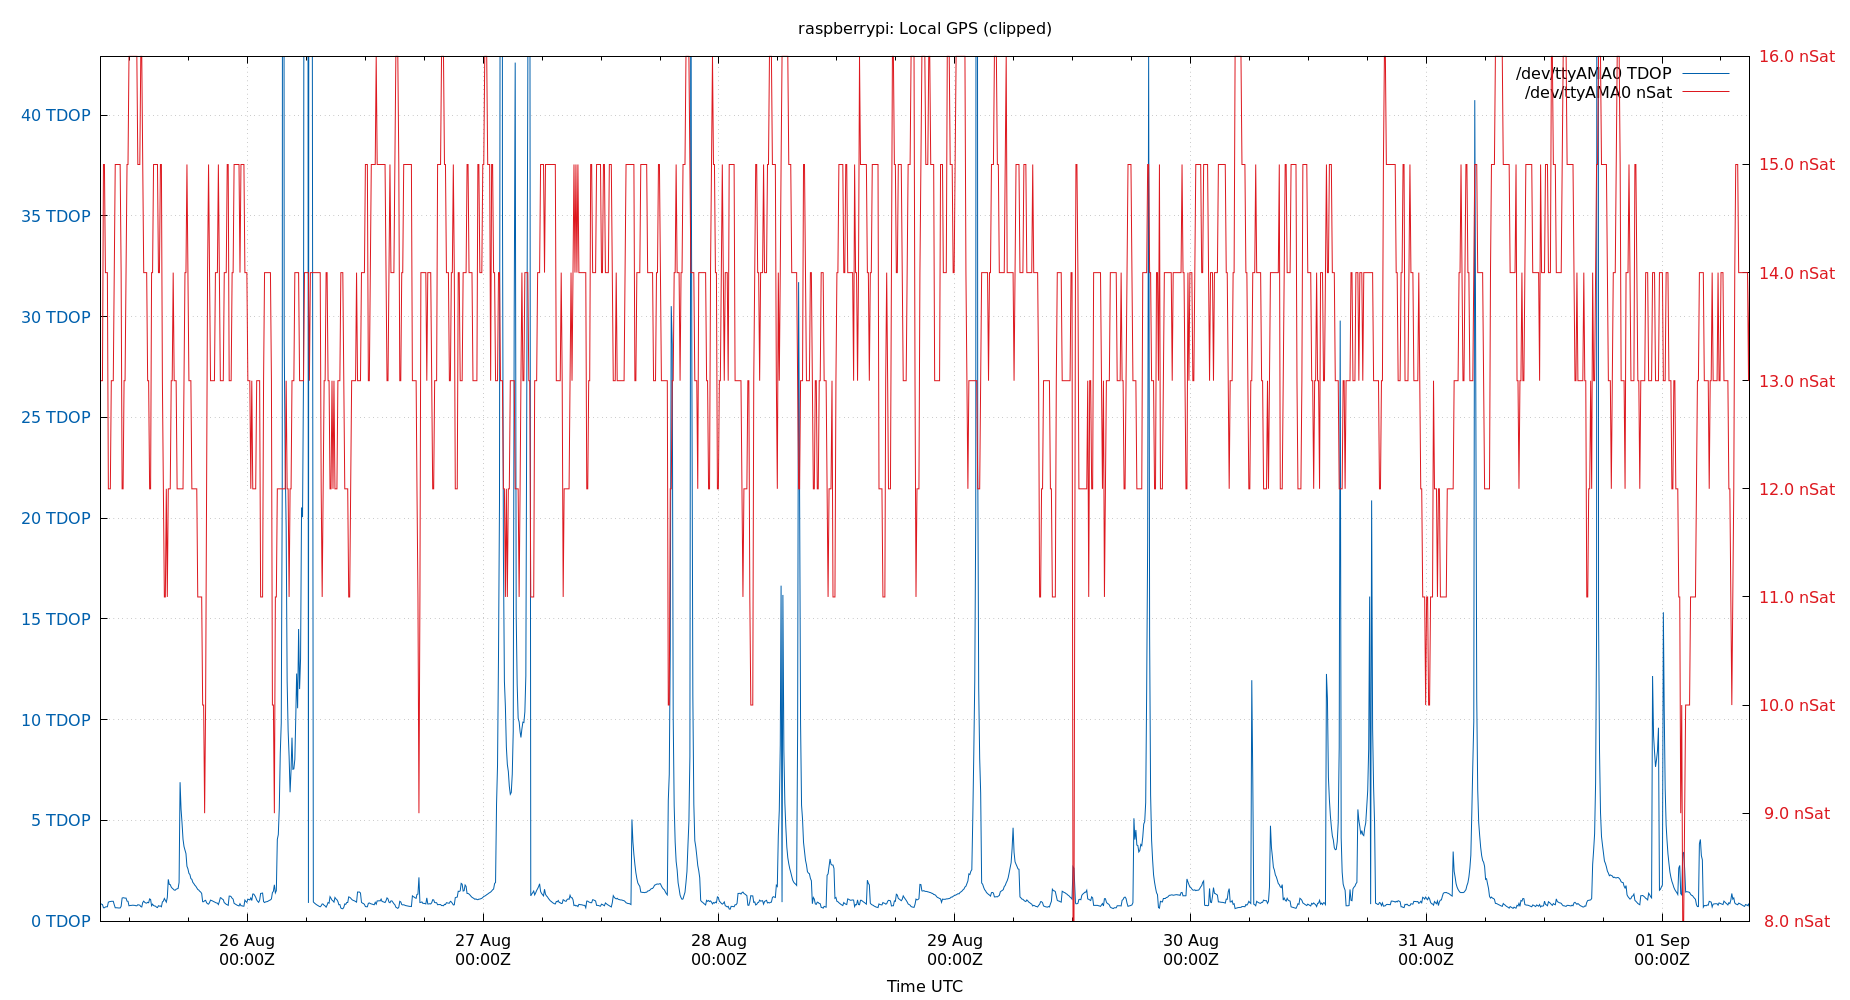 raspberrypi: Local GPS (clipped)
/dev/ttyAMA0 TDOP
/dev/ttyAMA0 nSat
40 TDOP
35 TDOP
30 TDOP
25 TDOP
20 TDOP
15 TDOP
10 TDOP
5 TDOP
0 TDOP
16.0 nSat
15.0 nSat
14.0 nSat
13.0 nSat
12.0 nSat
11.0 nSat
10.0 nSat
9.0 nSat
8.0 nSat
26 Aug
00:00Z
27 Aug
00:00Z
28 Aug
00:00Z
29 Aug
00:00Z
30 Aug
00:00Z
31 Aug
00:00Z
01 Sep
00:00Z
Time UTC